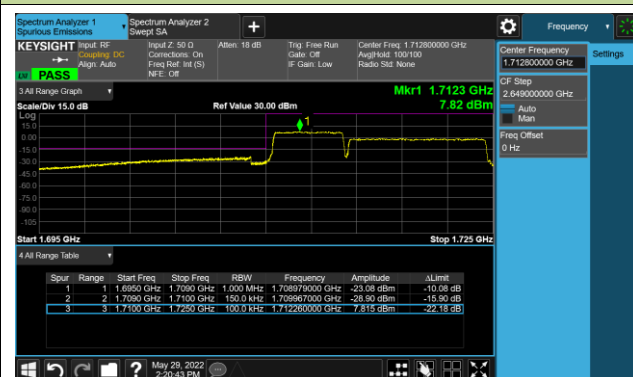 Spectrum Analyzer 1
Spurious Emissions
Spectrum Analyzer 2
Swept SA
Frequency
KEYSIGHT
Input: RF
Coupling: DC
Align: Auto
Input Z: 50 Ω
Corrections: On
Freq Ref: Int (S)
NFE: Off
Atten: 18 dB
Trig: Free Run
Gate: Off
IF Gain: Low
Center Freq: 1.712800000 GHz
Avg|Hold: 100/100
Radio Std: None
LXI PASS
Center Frequency
1.712800000 GHz
Settings
CF Step
2.649000000 GHz
Auto
Man
Freq Offset
0 Hz
3 All Range Graph
Mkr1 1.7123 GHz
Scale/Div 15.0 dB
Ref Value 30.00 dBm
7.82 dBm
Log
15.0
0.00
-15.0
-30.0
-45.0
-60.0
-75.0
-90.0
-105
1
Start 1.695 GHz
Stop 1.725 GHz
4 All Range Table
Spur Range Start Freq Stop Freq RBW Frequency Amplitude ΔLimit
1 1 1.6950 GHz 1.7090 GHz 1.000 MHz 1.708979000 GHz -23.08 dBm -10.08 dB
2 2 1.7090 GHz 1.7100 GHz 150.0 kHz 1.709967000 GHz -28.90 dBm -15.90 dB
3 3 1.7100 GHz 1.7250 GHz 100.0 kHz 1.712260000 GHz 7.815 dBm -22.18 dB
?
May 29, 2022
2:20:43 PM